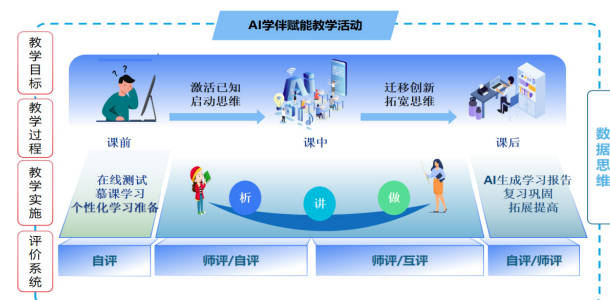 AI学伴赋能教学活动
教学目标
教学过程
教学实施
评价系统
激活已知
启动思维
迁移创新
拓宽思维
课前
课中
课后
在线测试
慕课学习
个性化学习准备
析
讲
做
AI生成学习报告
复习巩固
拓展提高
自评
师评/自评
师评/互评
自评/师评
数据思维
AI